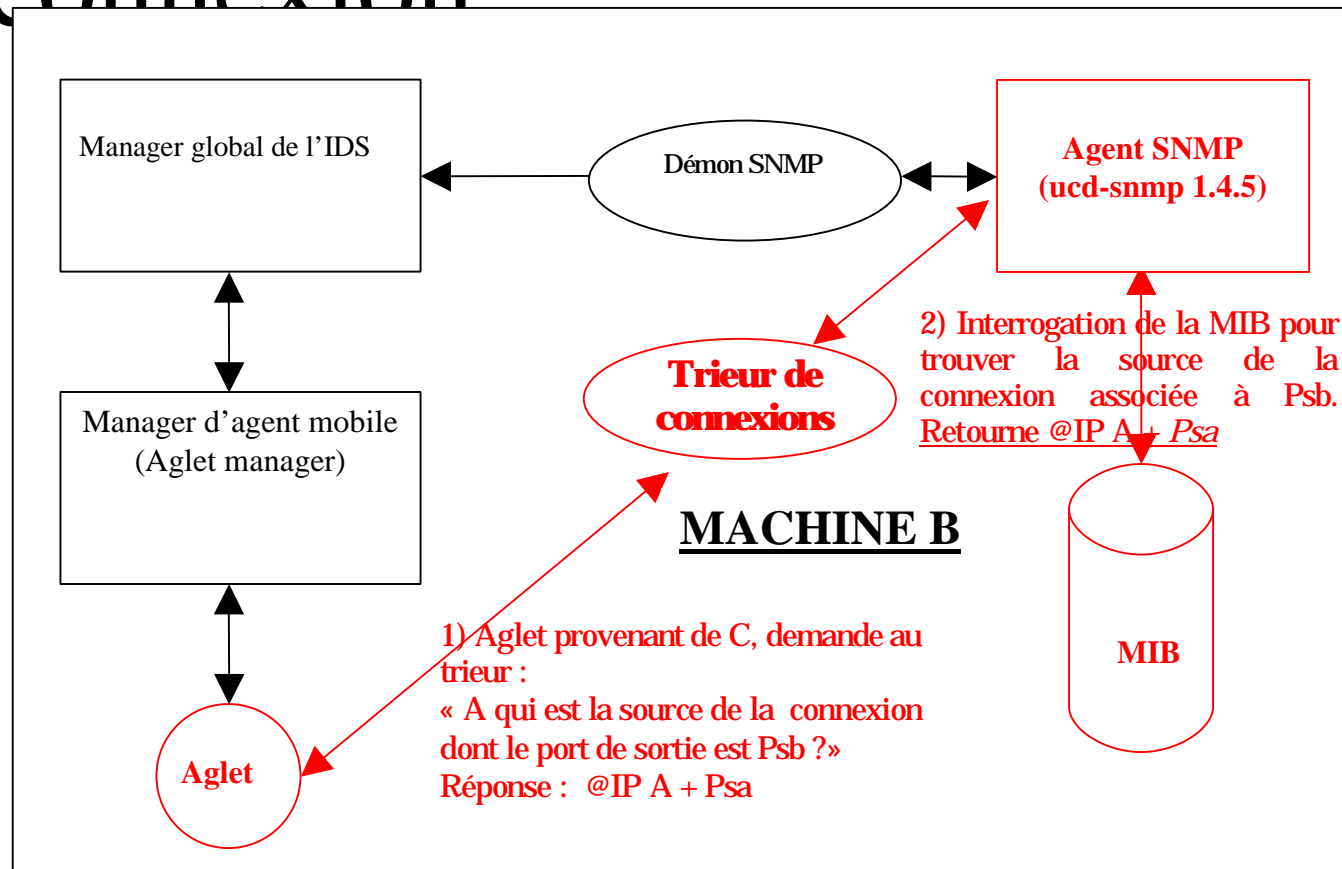 Connexion
Manager global de l’IDS
Démon SNMP
Agent SNMP
(ucd-snmp 1.4.5)
2) Interrogation de la MIB pour
trouver la source de la
connexion associée à Psb.
Retourne @IP A + Psa
Trieur de
connexions
Manager d’agent mobile
(Aglet manager)
MACHINE B
1) Aglet provenant de C, demande au
trieur :
« A qui est la source de la connexion
dont le port de sortie est Psb ?»
Réponse : @IP A + Psa
MIB
Aglet